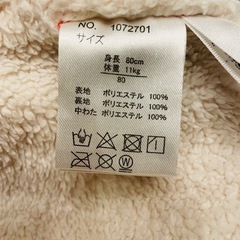 NO. 1072701
サイズ
身長 80cm
体重 11kg
80
表地 ポリエステル 100%
裏地 ポリエステル 100%
中わた ポリエステル 100%